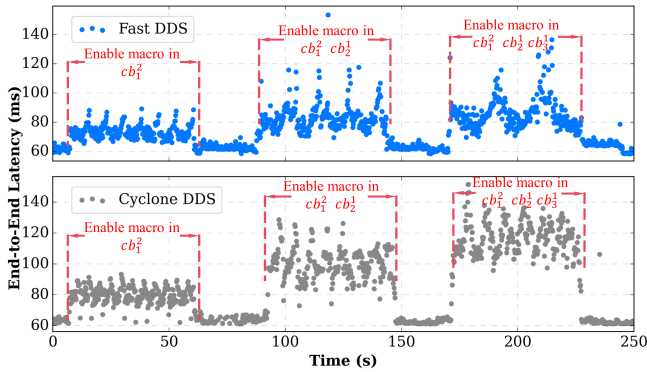 Fast DDS
Enable macro in
cb₁²
Enable macro in
cb₁² cb₂¹
Enable macro in
cb₁² cb₂¹ cb₃¹
140
120
100
80
60
Cyclone DDS
Enable macro in
cb₁²
Enable macro in
cb₁² cb₂¹
Enable macro in
cb₁² cb₂¹ cb₃¹
140
120
100
80
60
End-to-End Latency (ms)
0 50 100 150 200 250
Time (s)